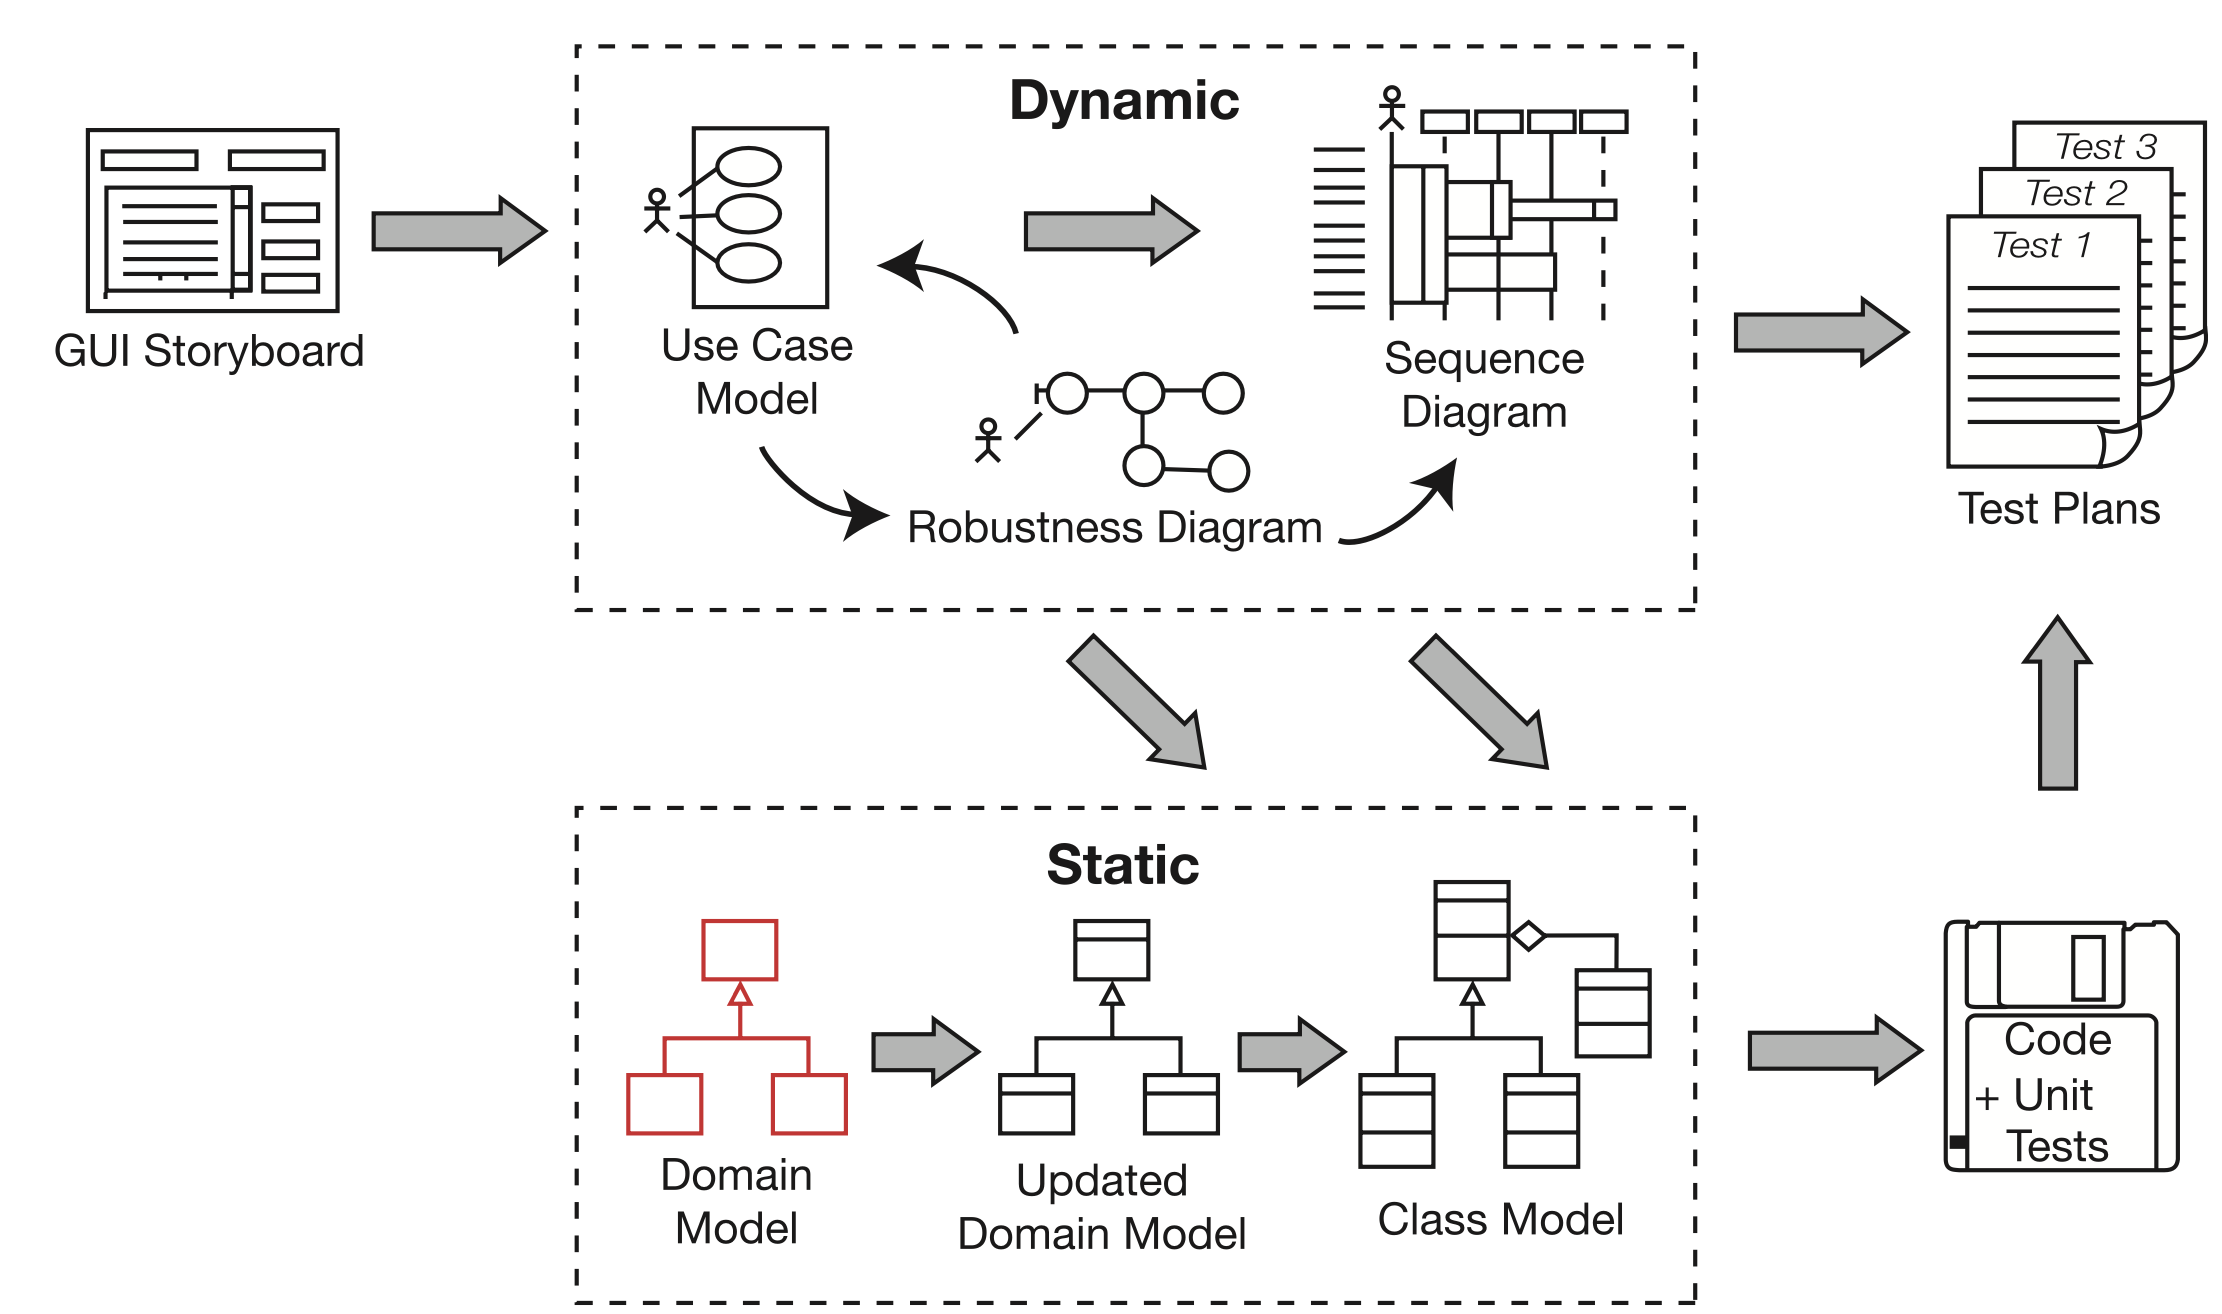 Dynamic
GUI Storyboard
Use Case
Model
Robustness Diagram
Sequence
Diagram
Test 3
Test 2
Test 1
Test Plans
Static
Domain
Model
Updated
Domain Model
Class Model
Code
+ Unit
Tests